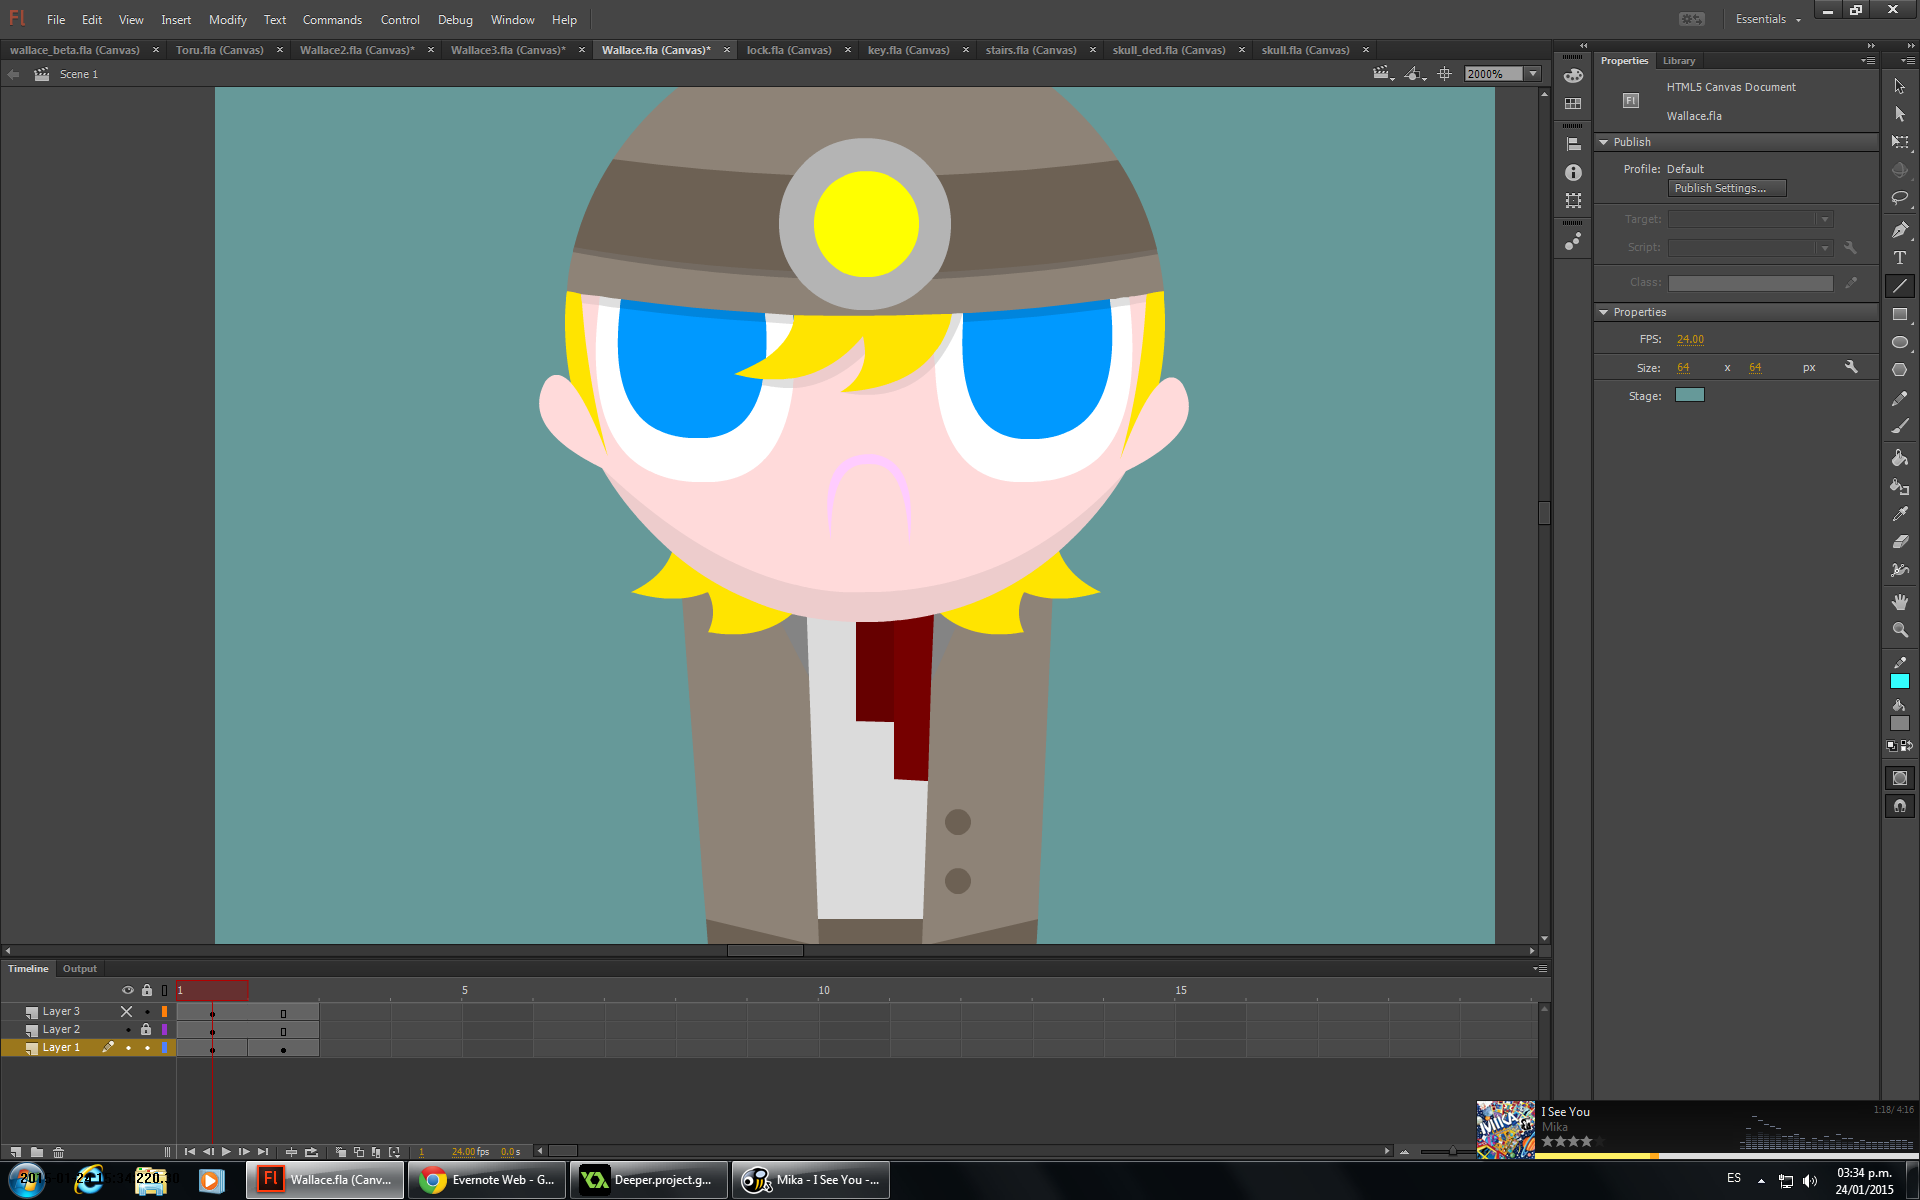 Fl File Edit View Insert Modify Text Commands Control Debug Window Help Essentials
wallace_beta.fla (Canvas) Toru.fla (Canvas) Wallace2.fla (Canvas)* Wallace3.fla (Canvas)* Wallace.fla (Canvas)* lock.fla (Canvas) key.fla (Canvas) stairs.fla (Canvas) skull_ded.fla (Canvas) skull.fla (Canvas)
Scene 1
2000%
Properties Library
HTML5 Canvas Document
Fl
Wallace.fla
Publish
Profile: Default
Publish Settings...
Target:
Script:
Class:
Properties
FPS: 24.00
Size: 64 x 64 px
Stage:
T
Timeline Output
1 5 10 15
Layer 3
Layer 2
Layer 1
1 24.00 fps 0.0 s
MIKA
I See You
Mika
1:18/ 4:16
Fl Wallace.fla (Canv...
Evernote Web - G...
Deeper.project.g...
Mika - I See You -...
ES
03:34 p.m.
24/01/2015